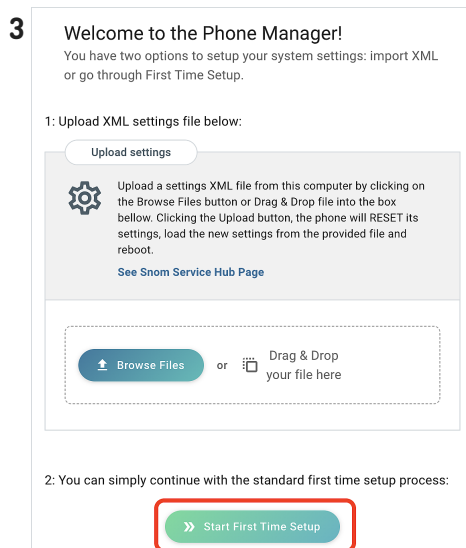 3
Welcome to the Phone Manager!
You have two options to setup your system settings: import XML
or go through First Time Setup.
1: Upload XML settings file below:
Upload settings
Upload a settings XML file from this computer by clicking on
the Browse Files button or Drag & Drop file into the box
bellow. Clicking the Upload button, the phone will RESET its
settings, load the new settings from the provided file and
reboot.
See Snom Service Hub Page
Browse Files or Drag & Drop
your file here
2: You can simply continue with the standard first time setup process:
Start First Time Setup